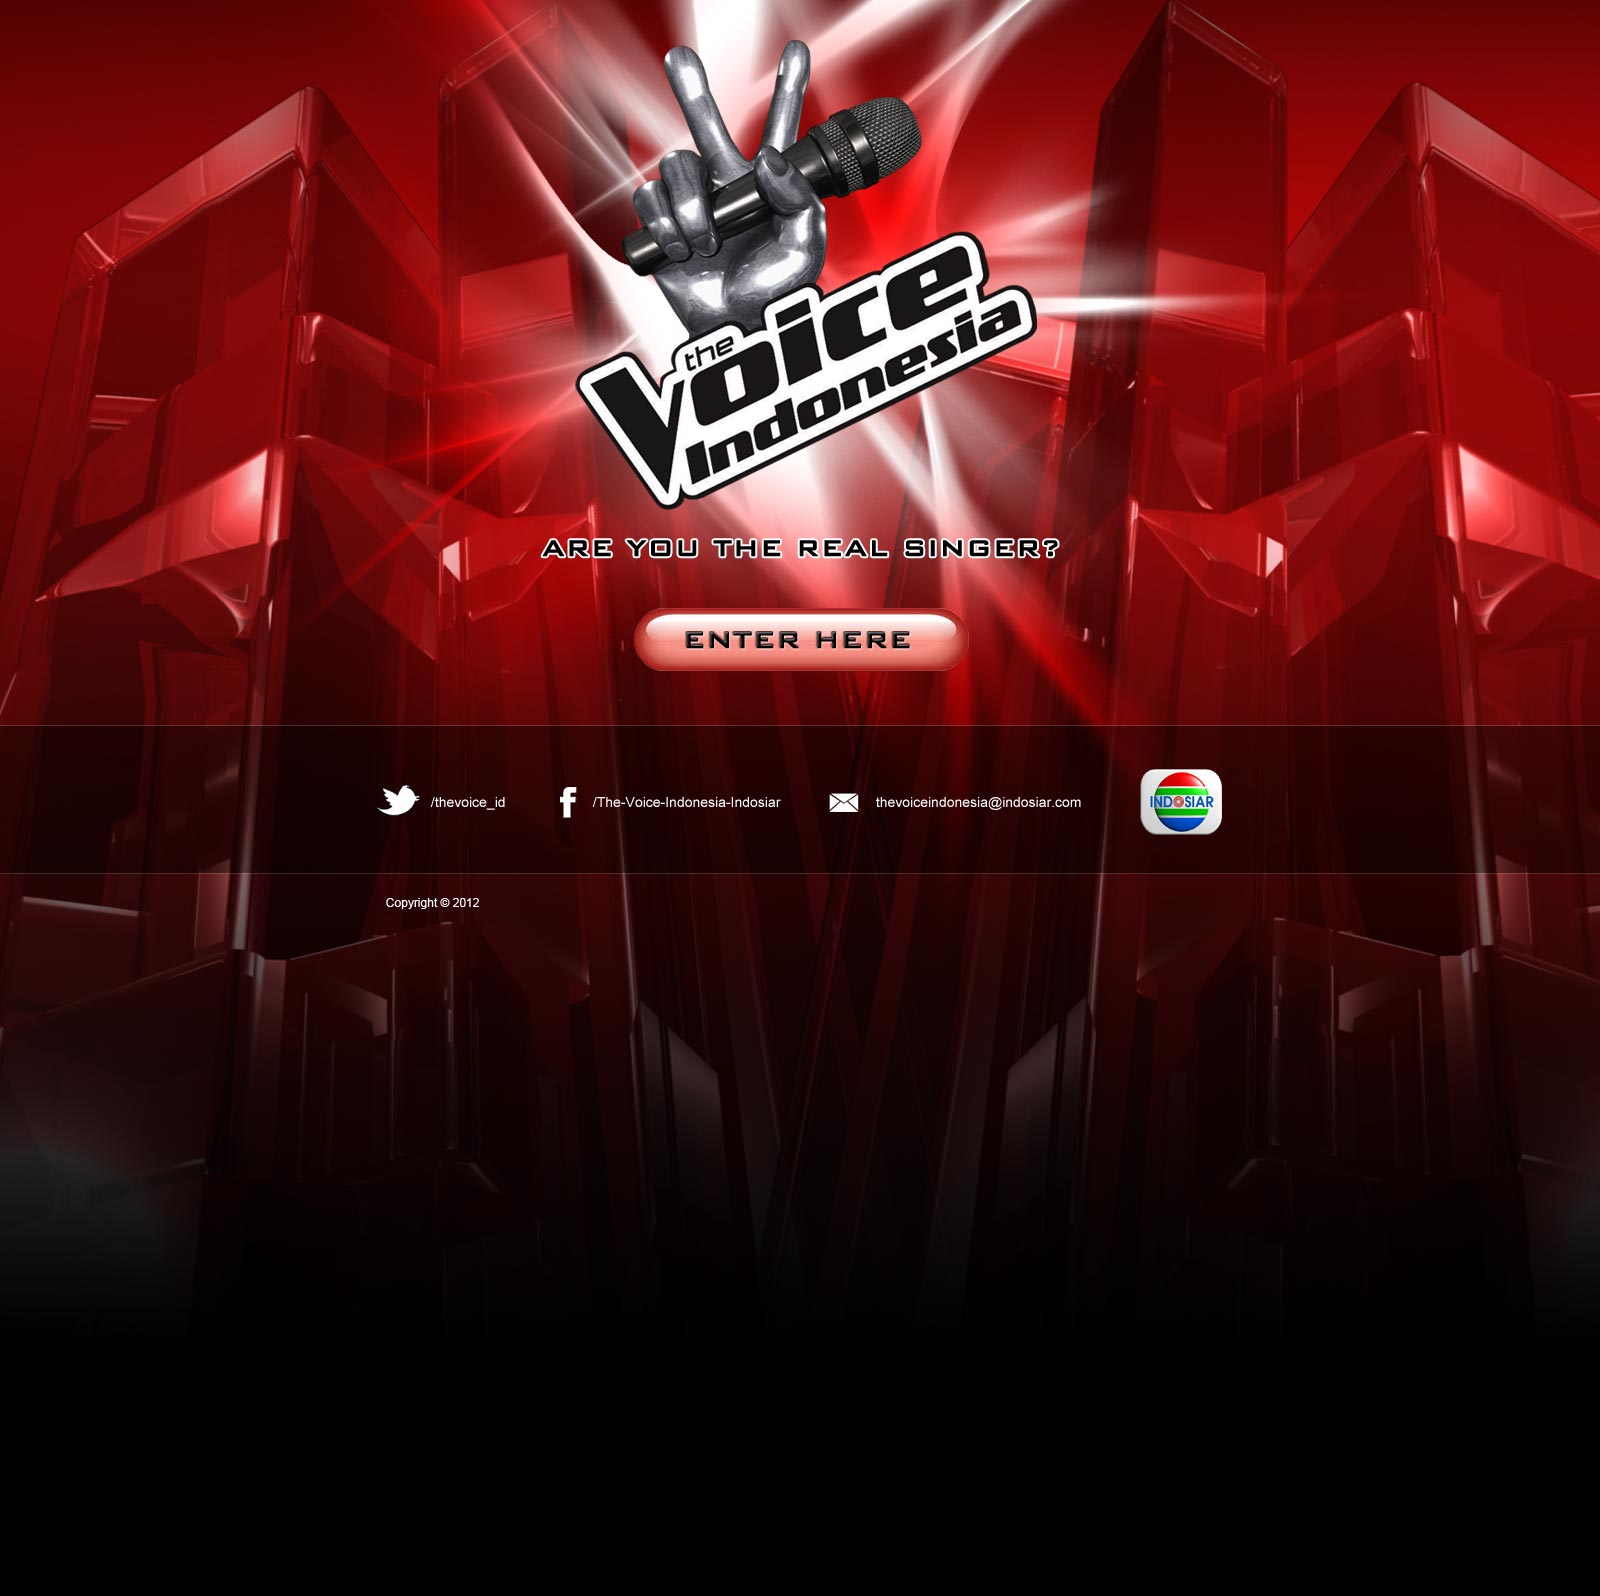 the
Voice
Indonesia
ARE YOU THE REAL SINGER?
ENTER HERE
/thevoice_id
/The-Voice-Indonesia-Indosiar
thevoiceindonesia@indosiar.com
INDOSIAR
Copyright © 2012